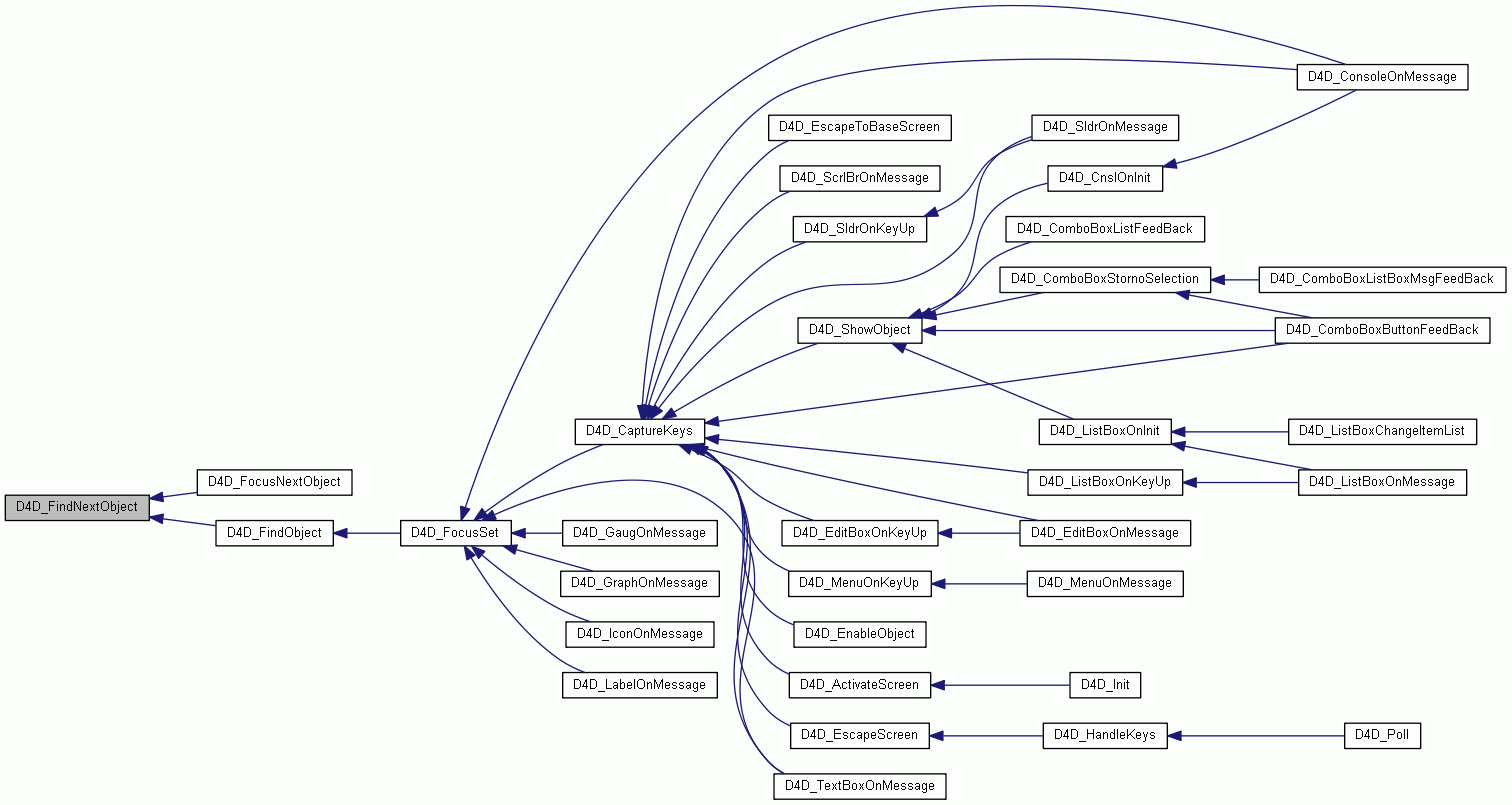 D4D_ConsoleOnMessage
D4D_EscapeToBaseScreen
D4D_SldrOnMessage
D4D_ScrlBrOnMessage
D4D_CnslOnInit
D4D_SldrOnKeyUp
D4D_ComboBoxListFeedBack
D4D_ComboBoxStornoSelection
D4D_ComboBoxListBoxMsgFeedBack
D4D_ShowObject
D4D_ComboBoxButtonFeedBack
D4D_CaptureKeys
D4D_ListBoxOnInit
D4D_ListBoxChangeItemList
D4D_FocusNextObject
D4D_ListBoxOnKeyUp
D4D_ListBoxOnMessage
D4D_FindNextObject
D4D_FindObject
D4D_FocusSet
D4D_GaugOnMessage
D4D_EditBoxOnKeyUp
D4D_EditBoxOnMessage
D4D_GraphOnMessage
D4D_MenuOnKeyUp
D4D_MenuOnMessage
D4D_IconOnMessage
D4D_EnableObject
D4D_LabelOnMessage
D4D_ActivateScreen
D4D_Init
D4D_EscapeScreen
D4D_HandleKeys
D4D_Poll
D4D_TextBoxOnMessage